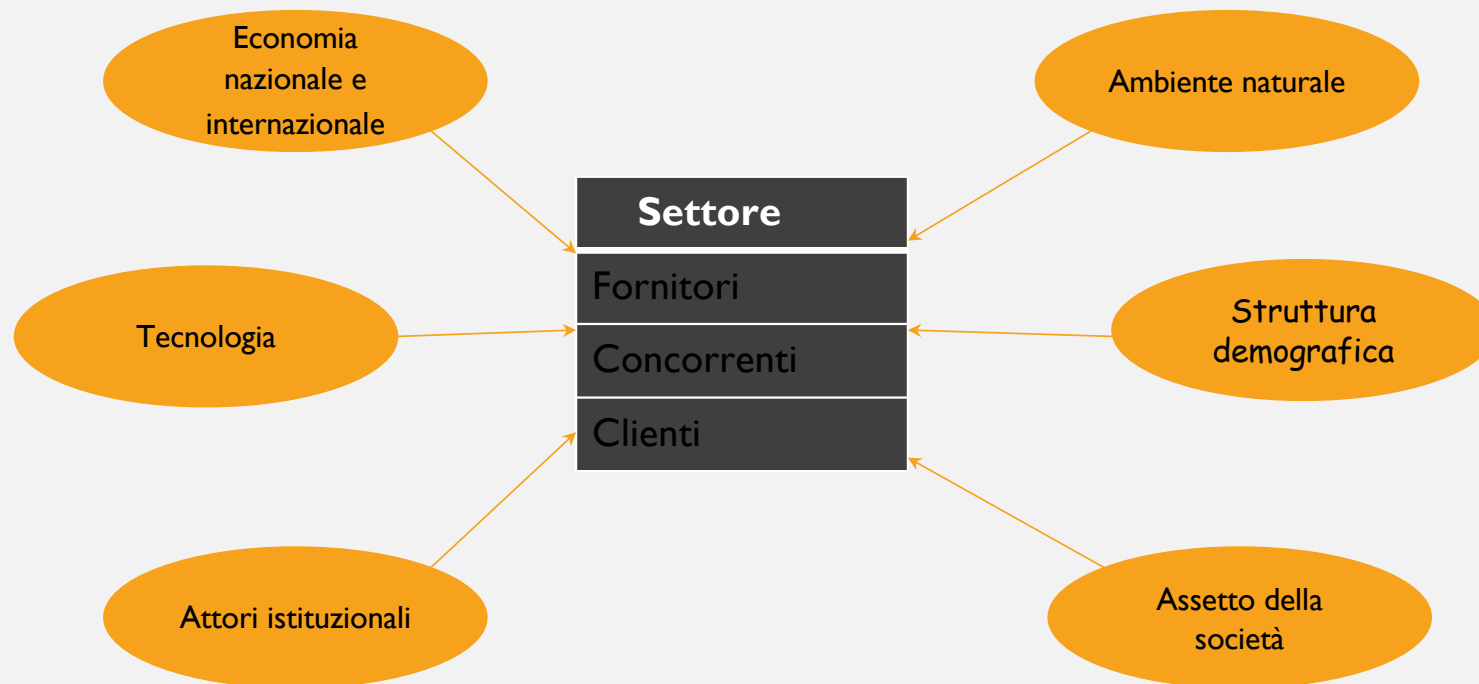 Economia
nazionale e
internazionale
Ambiente naturale
Settore
Fornitori
Concorrenti
Clienti
Tecnologia
Struttura
demografica
Attori istituzionali
Assetto della
società